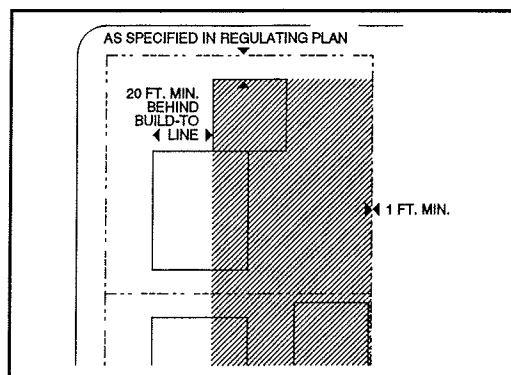 AS SPECIFIED IN REGULATING PLAN
20 FT. MIN.
BEHIND
BUILD-TO
LINE
1 FT. MIN.